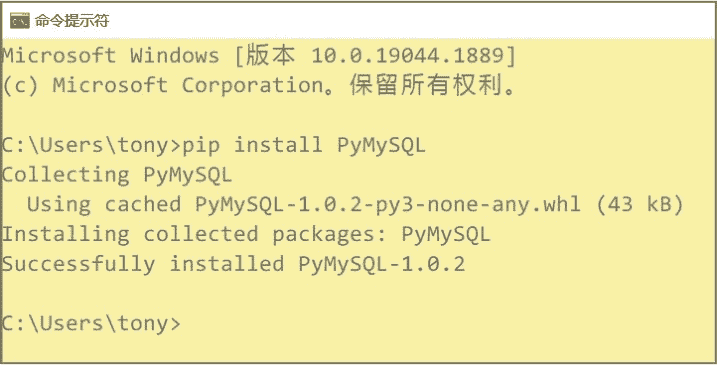 命令提示符
Microsoft Windows [版本 10.0.19044.1889]
(c) Microsoft Corporation。保留所有权利。
C:\Users\tony>pip install PyMySQL
Collecting PyMySQL
  Using cached PyMySQL-1.0.2-py3-none-any.whl (43 kB)
Installing collected packages: PyMySQL
Successfully installed PyMySQL-1.0.2
C:\Users\tony>